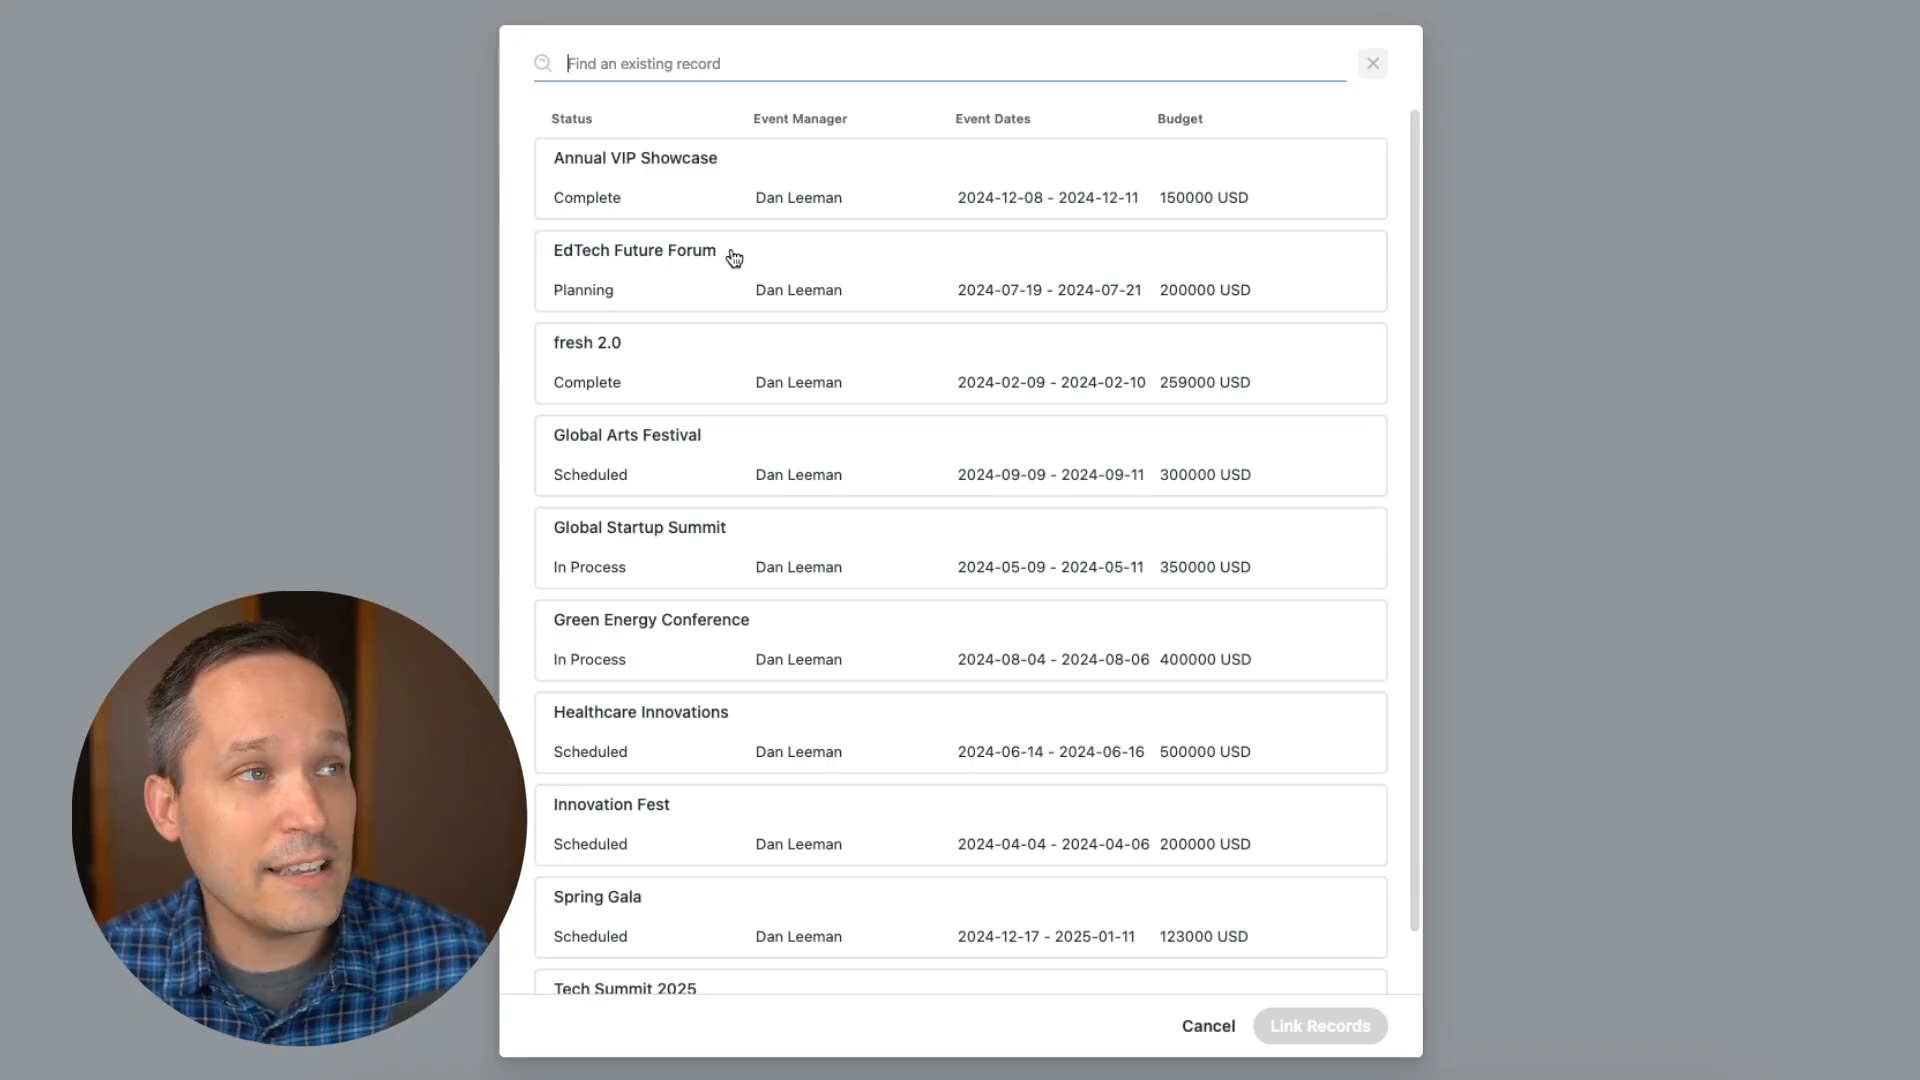 Find an existing record
Status Event Manager Event Dates Budget
Annual VIP Showcase
Complete Dan Leeman 2024-12-08 - 2024-12-11 150000 USD
EdTech Future Forum
Planning Dan Leeman 2024-07-19 - 2024-07-21 200000 USD
fresh 2.0
Complete Dan Leeman 2024-02-09 - 2024-02-10 259000 USD
Global Arts Festival
Scheduled Dan Leeman 2024-09-09 - 2024-09-11 300000 USD
Global Startup Summit
In Process Dan Leeman 2024-05-09 - 2024-05-11 350000 USD
Green Energy Conference
In Process Dan Leeman 2024-08-04 - 2024-08-06 400000 USD
Healthcare Innovations
Scheduled Dan Leeman 2024-06-14 - 2024-06-16 500000 USD
Innovation Fest
Scheduled Dan Leeman 2024-04-04 - 2024-04-06 200000 USD
Spring Gala
Scheduled Dan Leeman 2024-12-17 - 2025-01-11 123000 USD
Tech Summit 2025
Cancel Link Records